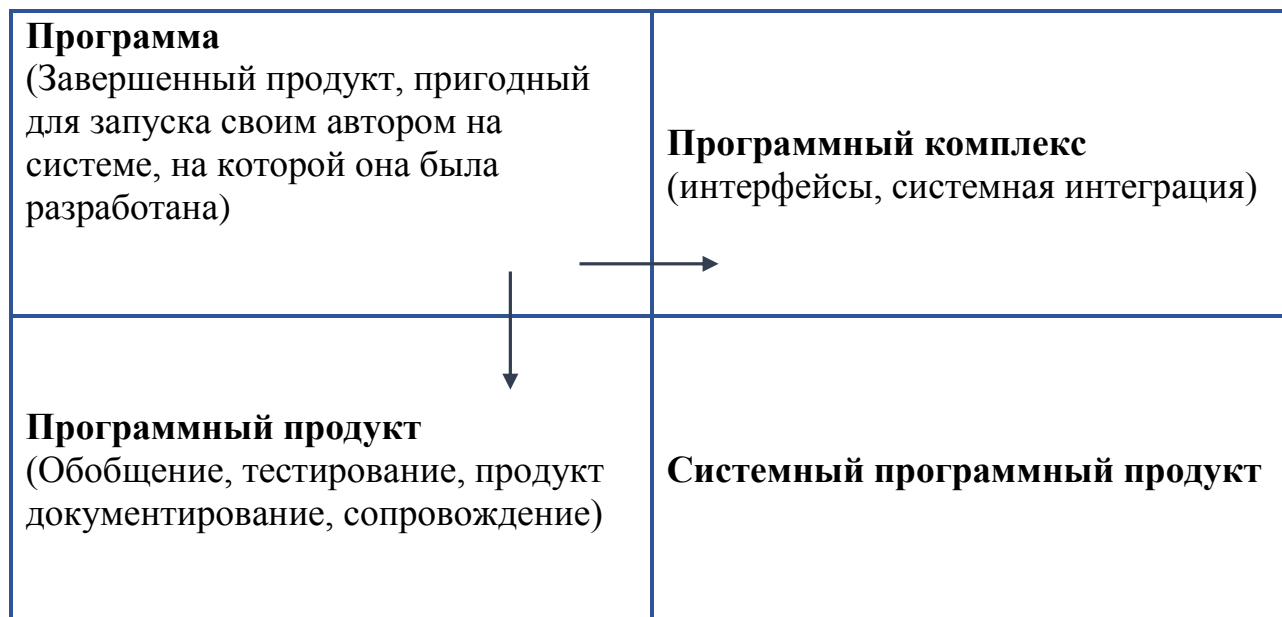 Программа
(Завершенный продукт, пригодный
для запуска своим автором на
системе, на которой она была
разработана)
Программный комплекс
(интерфейсы, системная интеграция)
Программный продукт
(Обобщение, тестирование, продукт
документирование, сопровождение)
Системный программный продукт